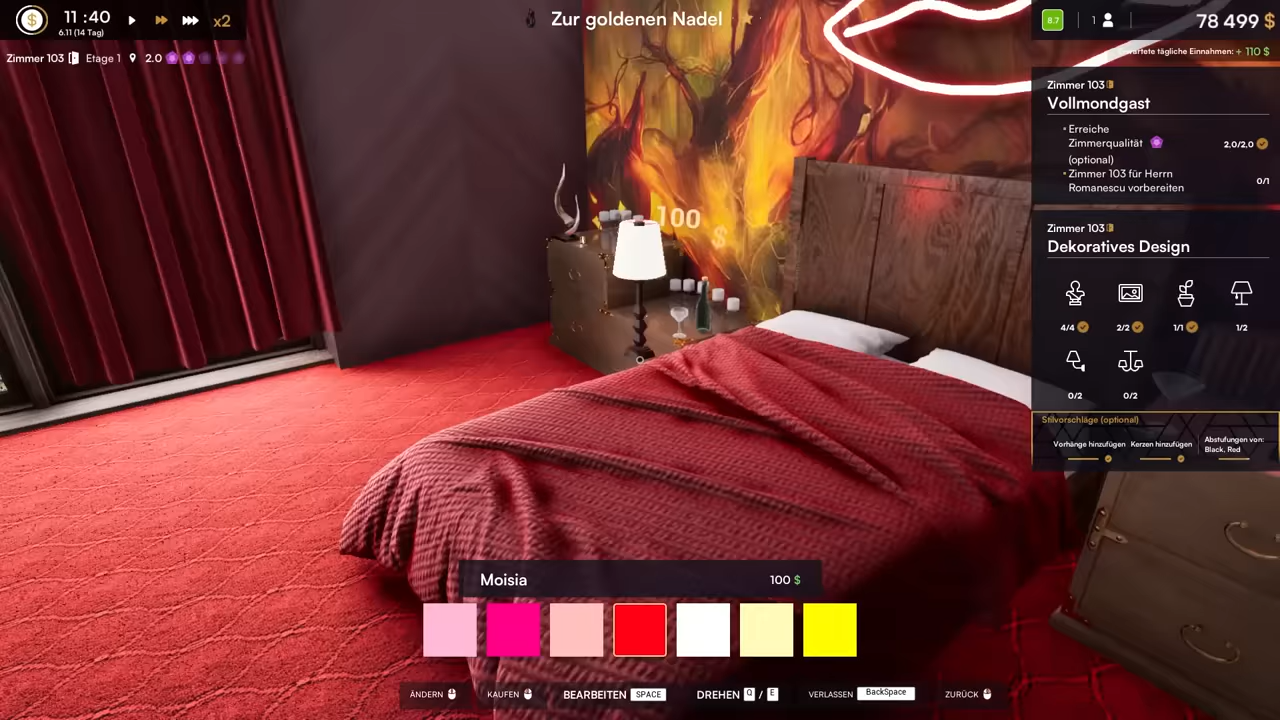 11 :40
x2
6.11 (14 Tag)
Zur goldenen Nadel
8.7
1
78 499 $
Erwartete tägliche Einnahmen: + 110 $
Zimmer 103 Etage 1 2.0
Zimmer 103
Vollmondgast
Erreiche
Zimmerqualität
(optional)
2.0/2.0
Zimmer 103 für Herrn
Romanescu vorbereiten
0/1
Zimmer 103
Dekoratives Design
4/4 2/2 1/1 1/2
0/2 0/2
Stilvorschläge (optional)
Vorhänge hinzufügen Kerzen hinzufügen Abstufungen von:
Black, Red
100 $
Moisia 100 $
ÄNDERN KAUFEN BEARBEITEN SPACE DREHEN Q / E VERLASSEN BackSpace ZURÜCK